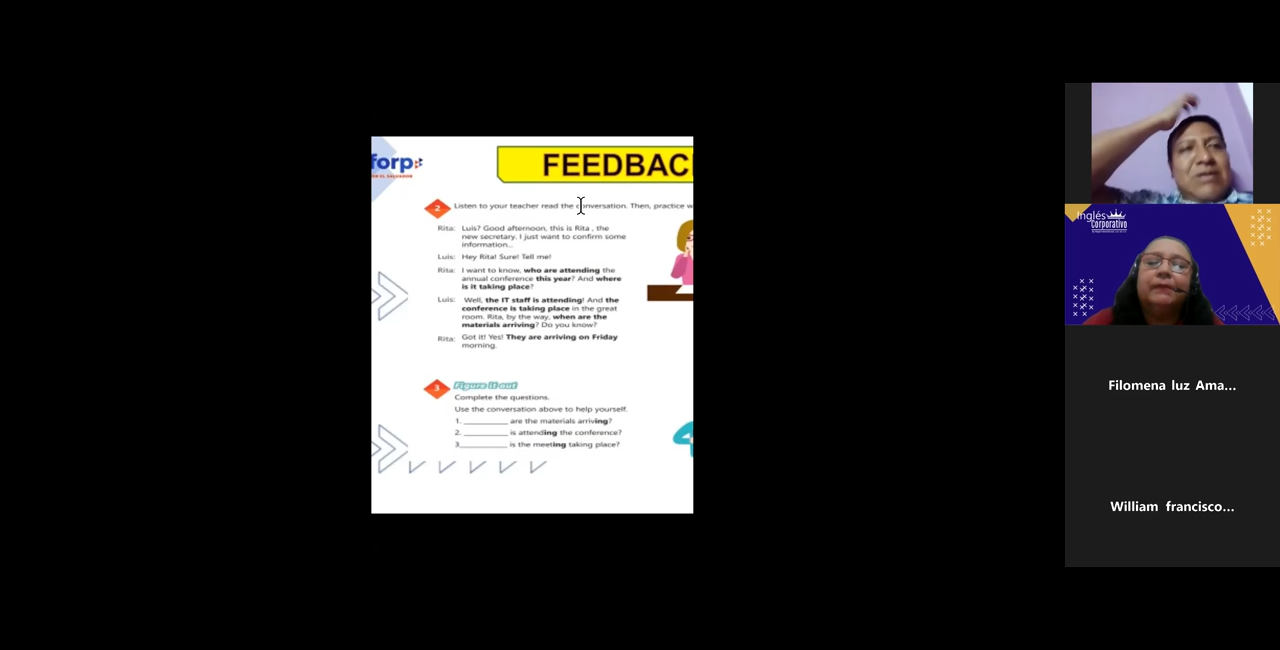 forp
EL SALVADOR
FEEDBAC
2
Listen to your teacher read the conversation. Then, practice w
Rita: Luis? Good afternoon, this is Rita , the
new secretary. I just want to confirm some
information...
Luis: Hey Rita! Sure! Tell me!
Rita: I want to know, who are attending the
annual conference this year? And where
is it taking place?
Luis: Well, the IT staff is attending! And the
conference is taking place in the great
room. Rita, by the way, when are the
materials arriving? Do you know?
Rita: Got it! Yes! They are arriving on Friday
morning.
3
Figure it out
Complete the questions.
Use the conversation above to help yourself.
1. ________ are the materials arriving?
2. ________ is attending the conference?
3.________ is the meeting taking place?
Inglés
Corporativo
Filomena luz Ama...
William francisco...